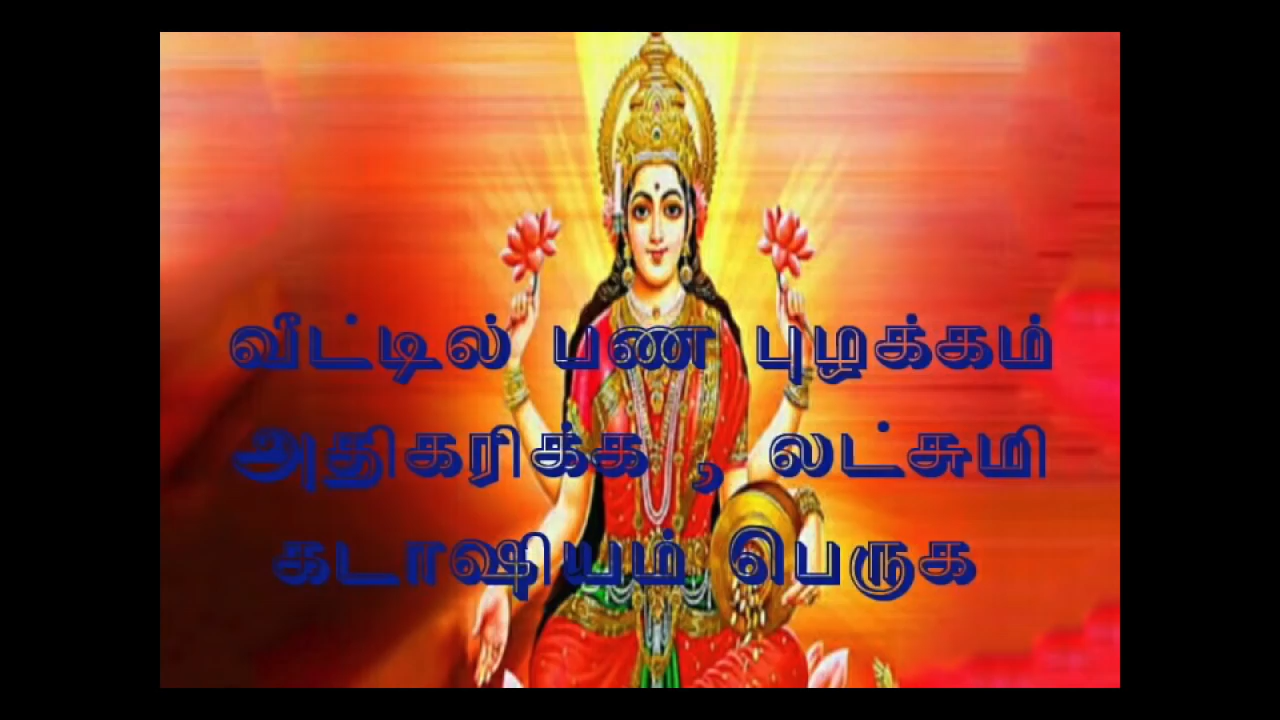 வீட்டில் பண புழக்கம்
அதிகரிக்க , லட்சுமி
கடாஷியம் பெருக